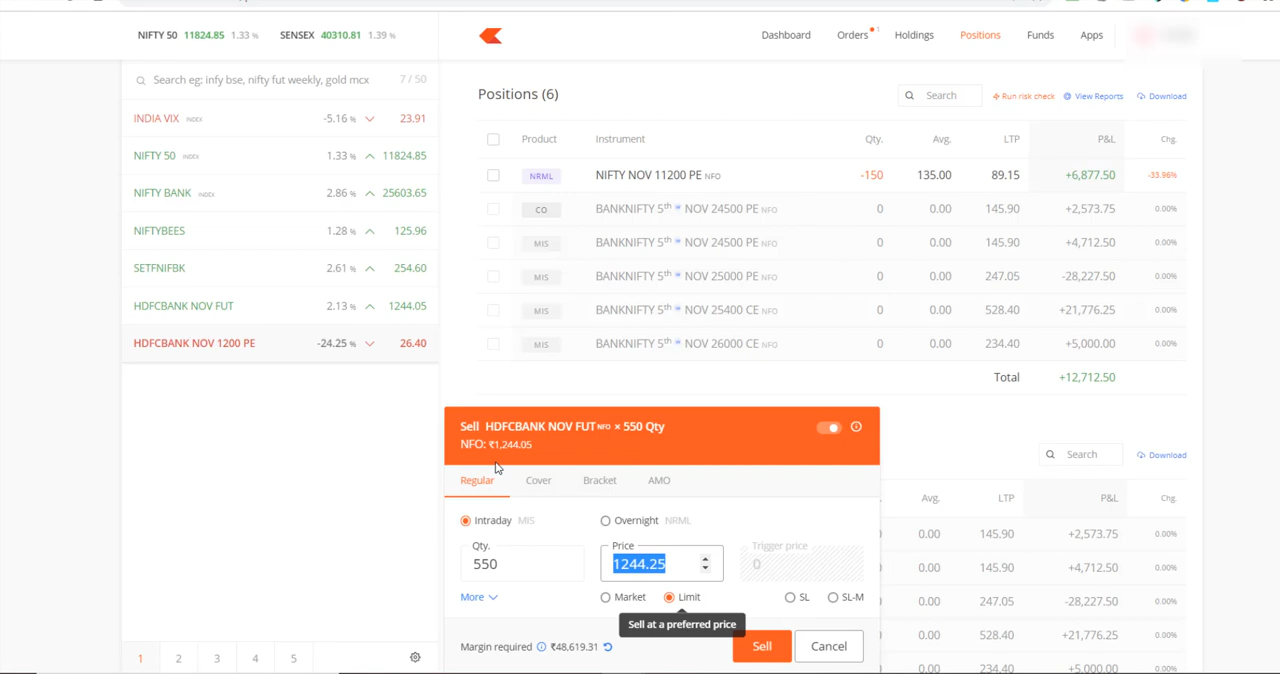 NIFTY 50 11824.85 1.33 % SENSEX 40310.81 1.39 %
Dashboard Orders 1 Holdings Positions Funds Apps
Search eg: infy bse, nifty fut weekly, gold mcx 7 / 50
INDIA VIX INDEX -5.16 % 23.91
NIFTY 50 INDEX 1.33 % 11824.85
NIFTY BANK INDEX 2.86 % 25603.65
NIFTYBEES 1.28 % 125.96
SETFNIFBK 2.61 % 254.60
HDFCBANK NOV FUT 2.13 % 1244.05
HDFCBANK NOV 1200 PE -24.25 % 26.40
1 2 3 4 5
Positions (6)
Search Run risk check View Reports Download
Product Instrument Qty. Avg. LTP P&L Chg.
NRML NIFTY NOV 11200 PE NFO -150 135.00 89.15 +6,877.50 -33.96%
CO BANKNIFTY 5th w NOV 24500 PE NFO 0 0.00 145.90 +2,573.75 0.00%
MIS BANKNIFTY 5th w NOV 24500 PE NFO 0 0.00 145.90 +4,712.50 0.00%
MIS BANKNIFTY 5th w NOV 25000 PE NFO 0 0.00 247.05 -28,227.50 0.00%
MIS BANKNIFTY 5th w NOV 25400 CE NFO 0 0.00 528.40 +21,776.25 0.00%
MIS BANKNIFTY 5th w NOV 26000 CE NFO 0 0.00 234.40 +5,000.00 0.00%
Total +12,712.50
Search Download
Avg. LTP P&L Chg.
0.00 145.90 +2,573.75 0.00%
0.00 145.90 +4,712.50 0.00%
0.00 247.05 -28,227.50 0.00%
0.00 528.40 +21,776.25 0.00%
0.00 234.40 +5,000.00 0.00%
Sell HDFCBANK NOV FUT NFO × 550 Qty
NFO: ₹1,244.05
Regular Cover Bracket AMO
Intraday MIS Overnight NRML
Qty. Price Trigger price
550 1244.25 0
More Market Limit SL SL-M
Sell at a preferred price
Margin required ₹48,619.31 Sell Cancel